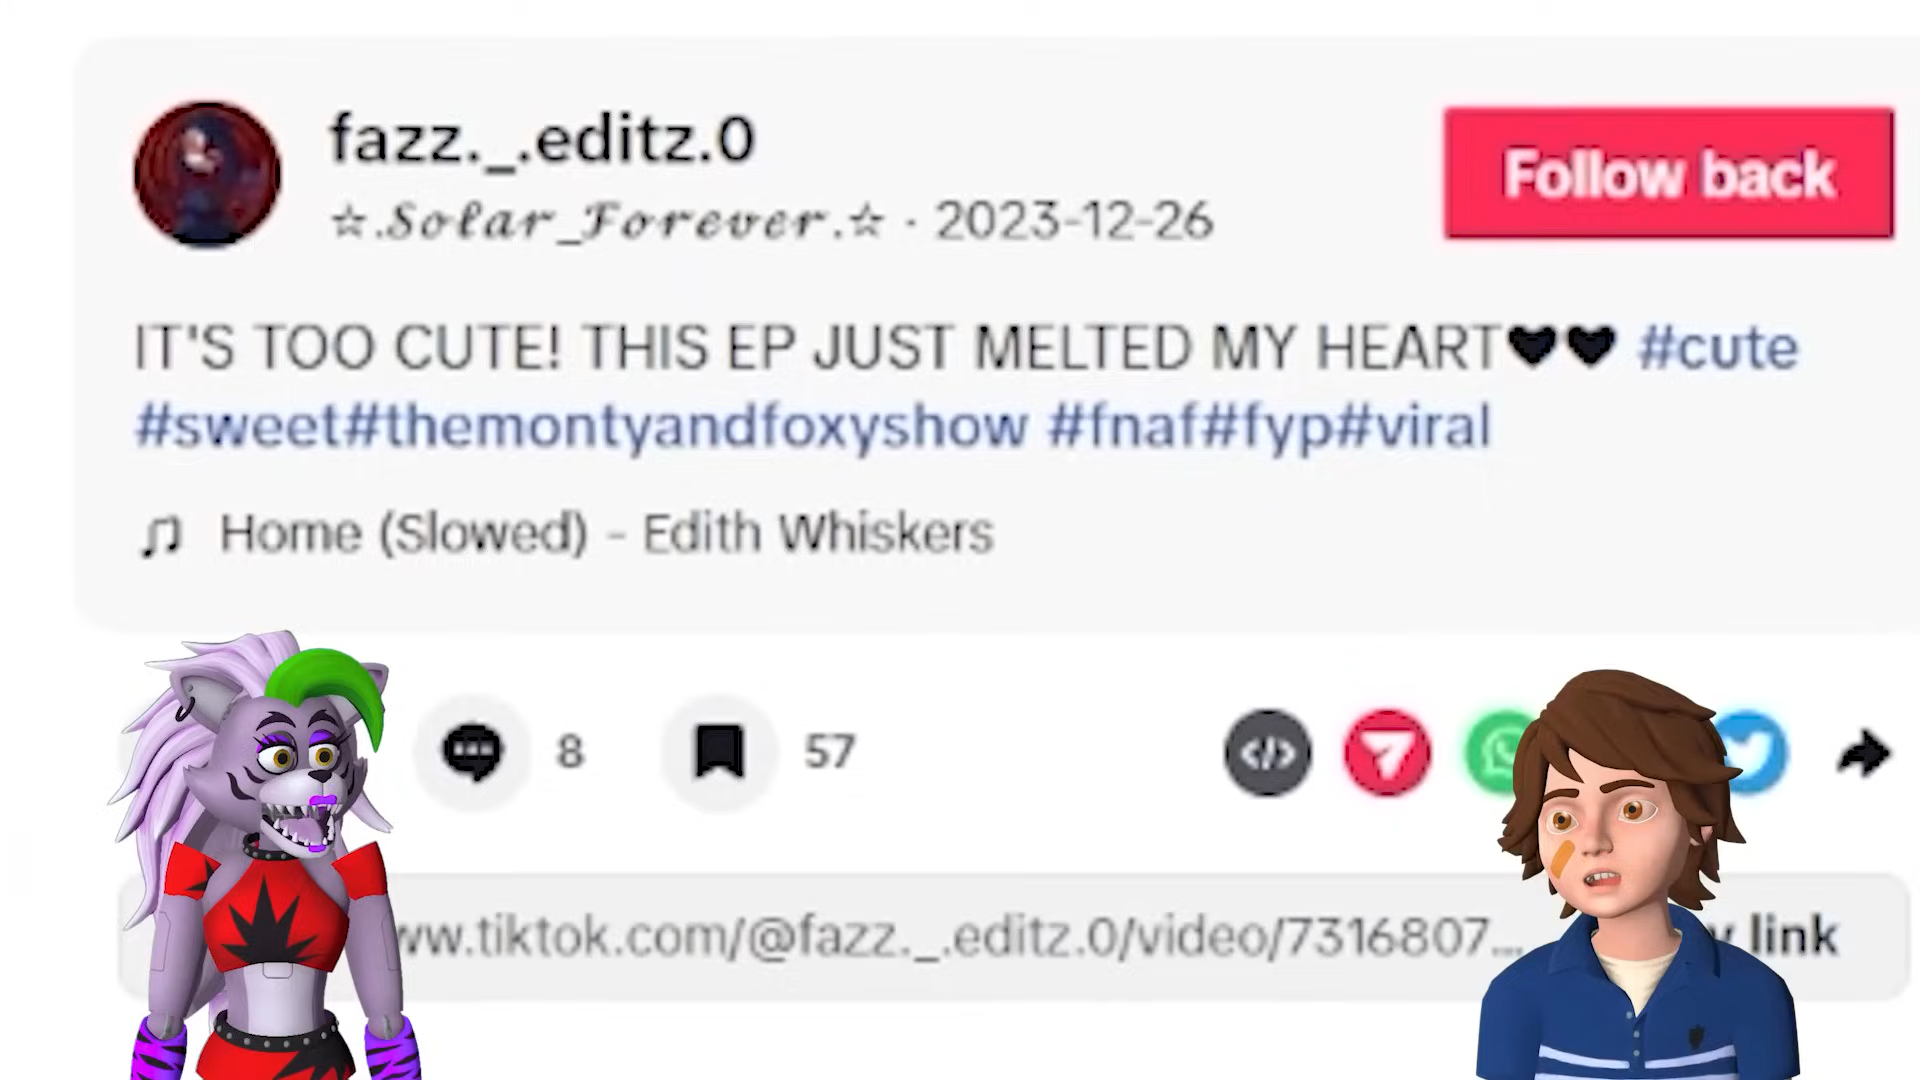 fazz._.editz.0
☆.𝓢𝓸𝓵𝓪𝓻_𝓕𝓸𝓻𝓮𝓿𝓮𝓻.☆ · 2023-12-26
Follow back
IT'S TOO CUTE! THIS EP JUST MELTED MY HEART🖤🖤 #cute
#sweet#themontyandfoxyshow #fnaf#fyp#viral
♫ Home (Slowed) - Edith Whiskers
8 57
ww.tiktok.com/@fazz._.editz.0/video/7316807... y link